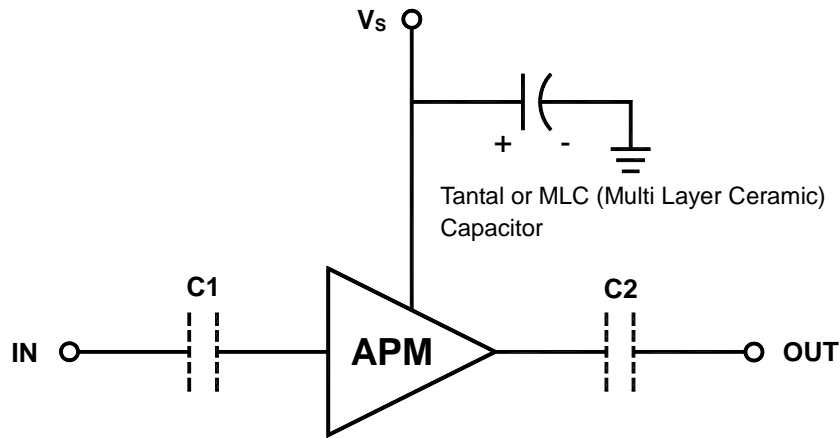 Vs
+ -
Tantal or MLC (Multi Layer Ceramic)
Capacitor
C1
C2
IN
APM
OUT